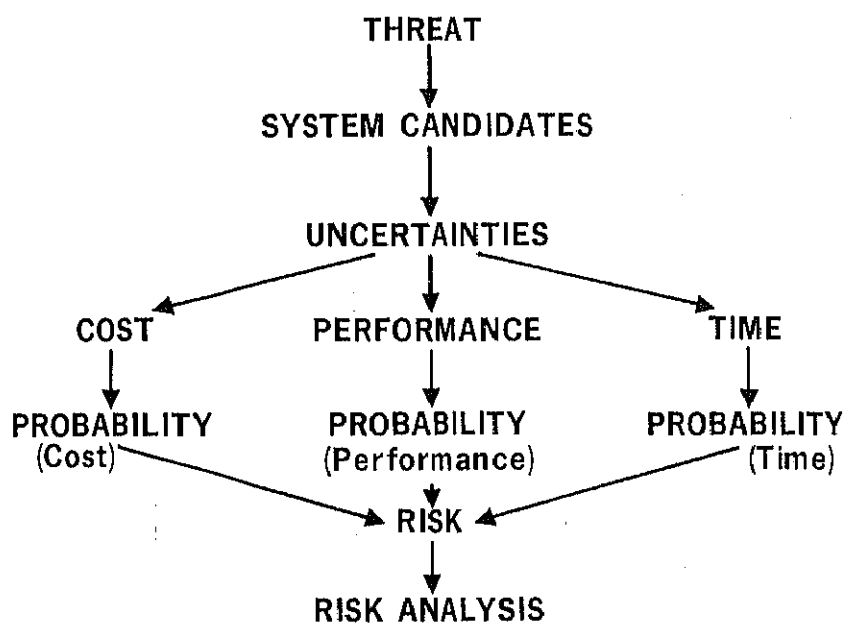 THREAT
SYSTEM CANDIDATES
UNCERTAINTIES
COST PERFORMANCE TIME
PROBABILITY PROBABILITY PROBABILITY
(Cost) (Performance) (Time)
RISK
RISK ANALYSIS